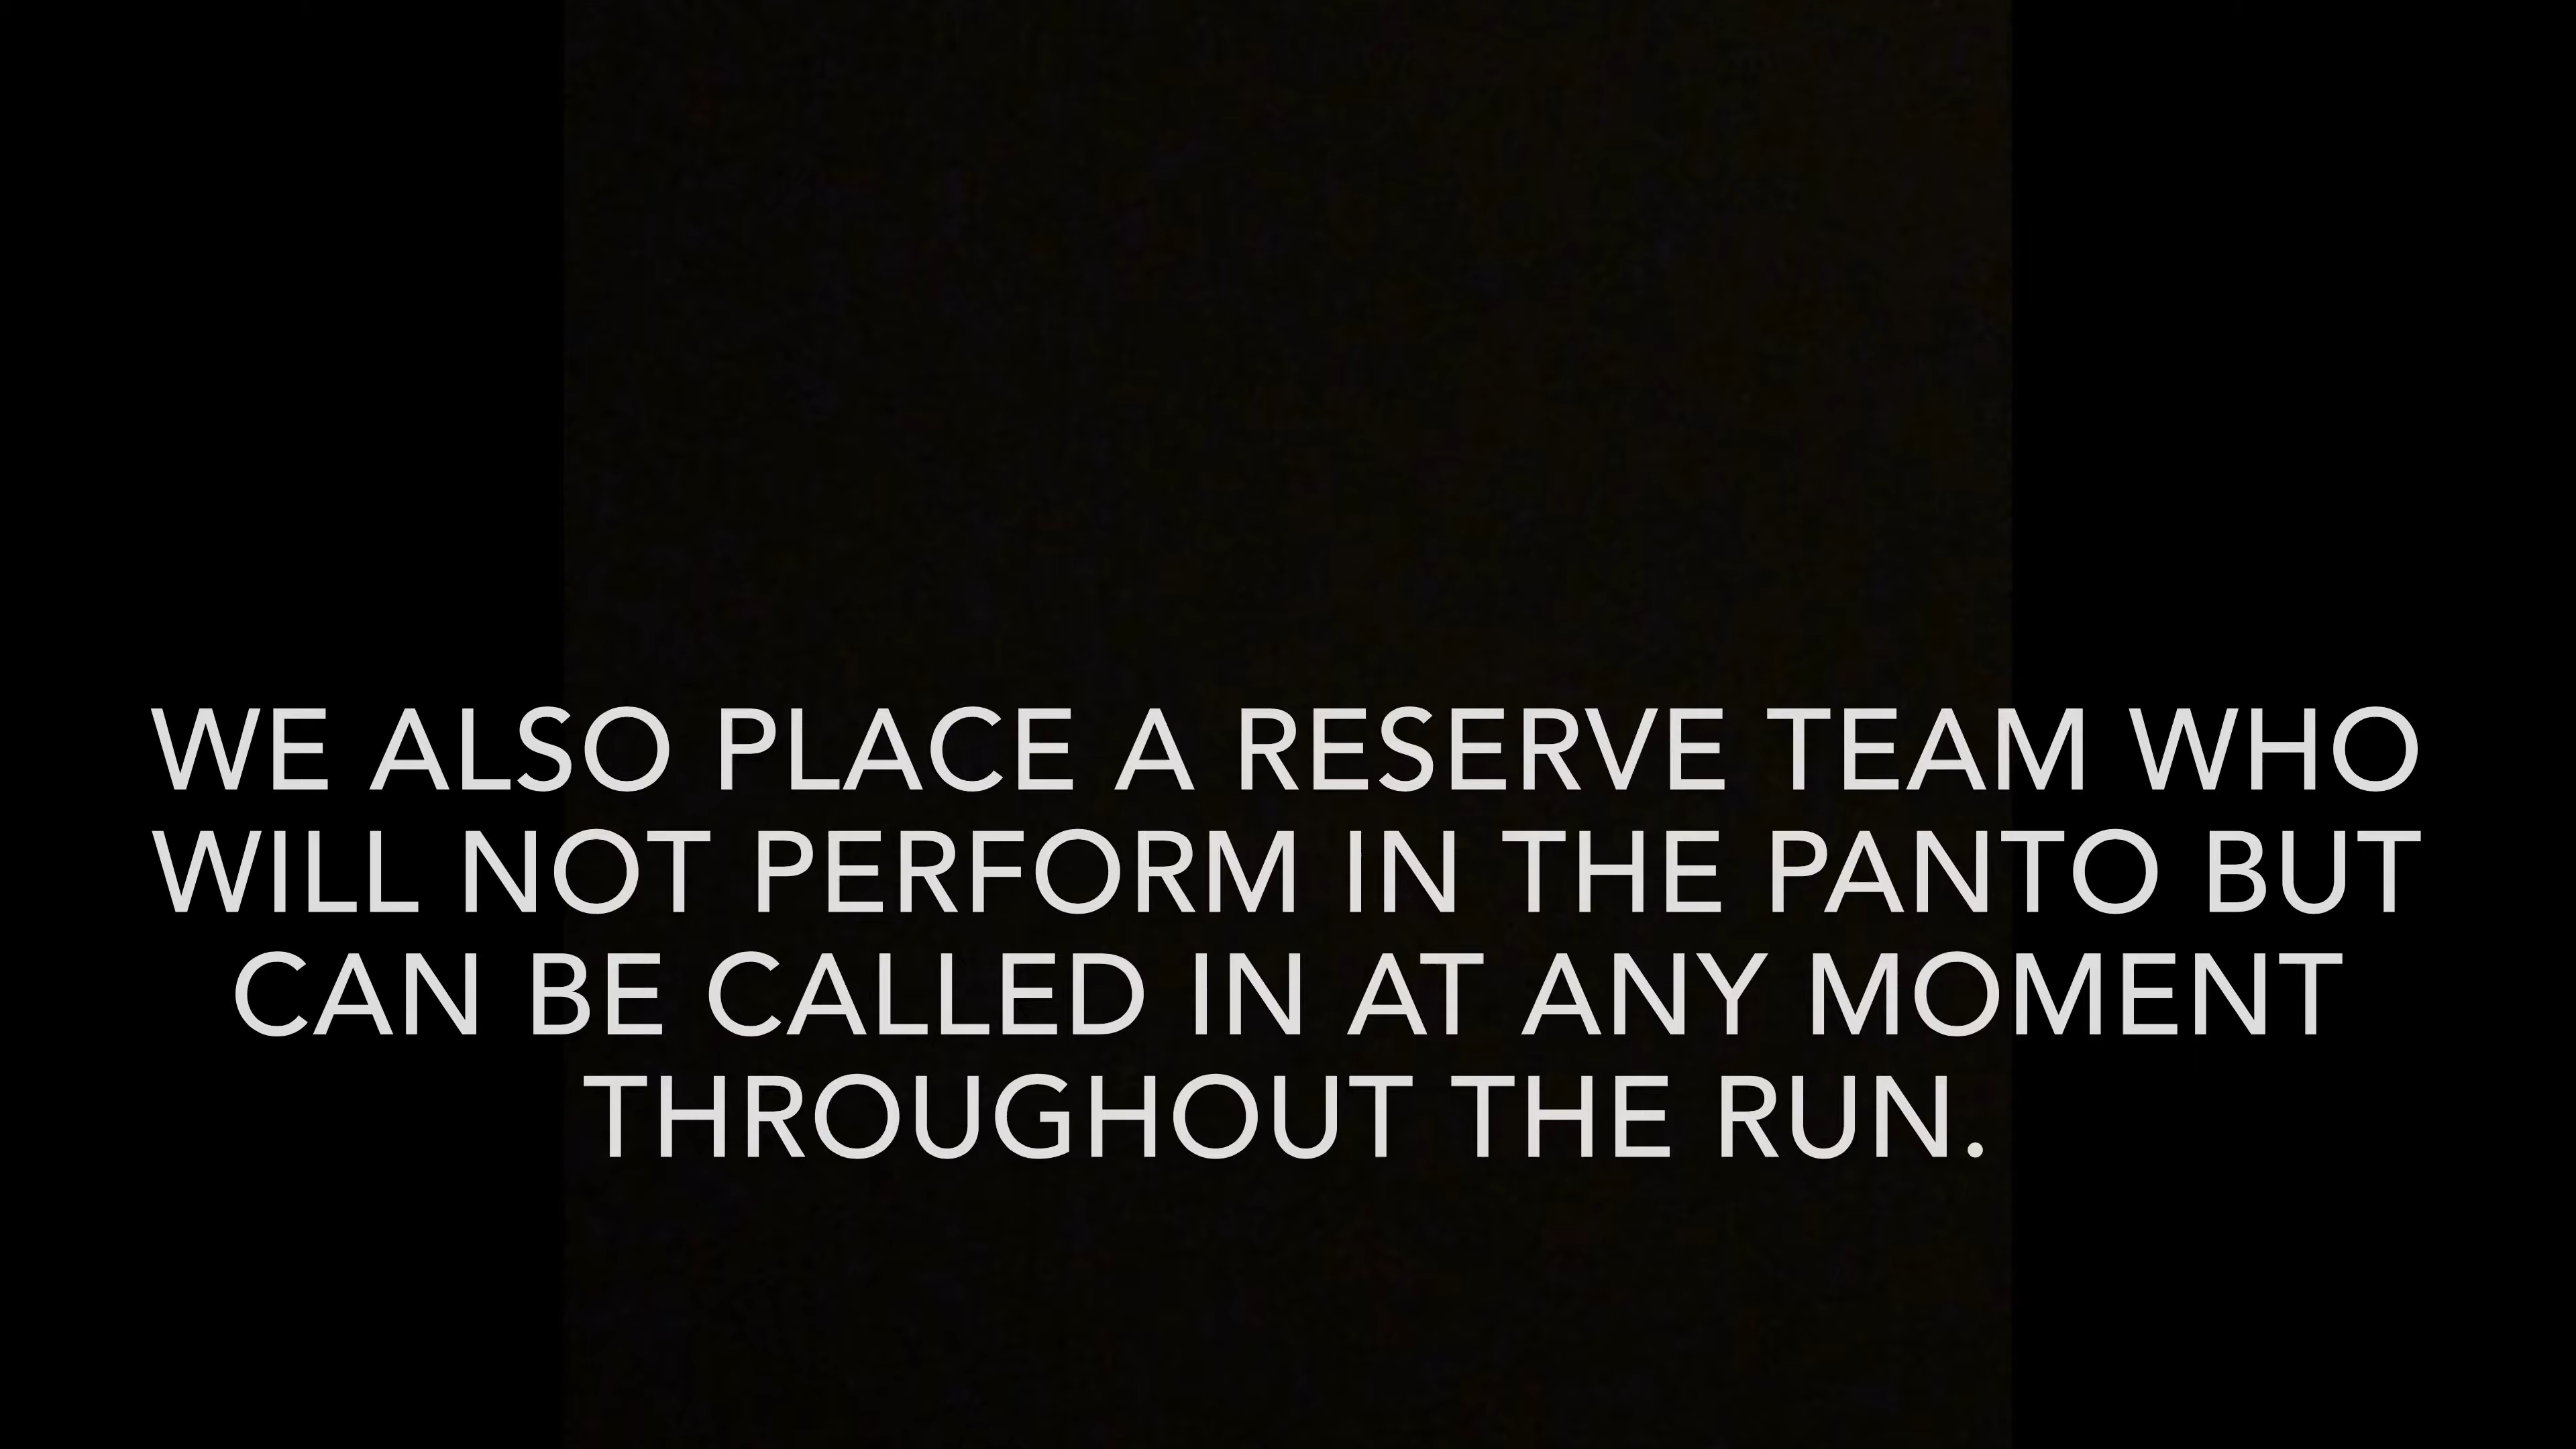 WE ALSO PLACE A RESERVE TEAM WHO
WILL NOT PERFORM IN THE PANTO BUT
CAN BE CALLED IN AT ANY MOMENT
THROUGHOUT THE RUN.